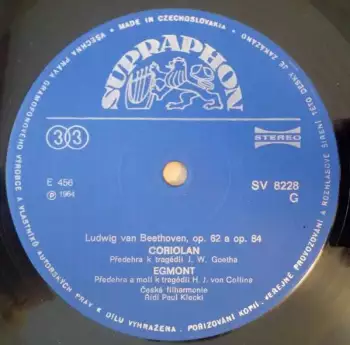 • MADE IN CZECHOSLOVAKIA •
VŠECHNA PRÁVA GRAMOFONOVÉHO VÝROBCE A VLASTNÍKŮ AUTORSKÝCH PRÁV K DÍLU VYHRAŽENA. POŘIZOVÁNÍ KOPIÍ, VEŘEJNÉ PROVOZOVÁNÍ A ROZHLASOVÉ ŠÍŘENÍ TÉTO DESKY JE ZAKÁZÁNO
SUPRAPHON
33
STEREO
E 456
SV 8228
℗ 1964
G
Ludwig van Beethoven, op. 62 a op. 84
CORIOLAN
Předehra k tragédii J. W. Goetha
EGMONT
Předehra a moll k tragédii H. J. von Collina
Česká filharmonie
Řídí Paul Klecki